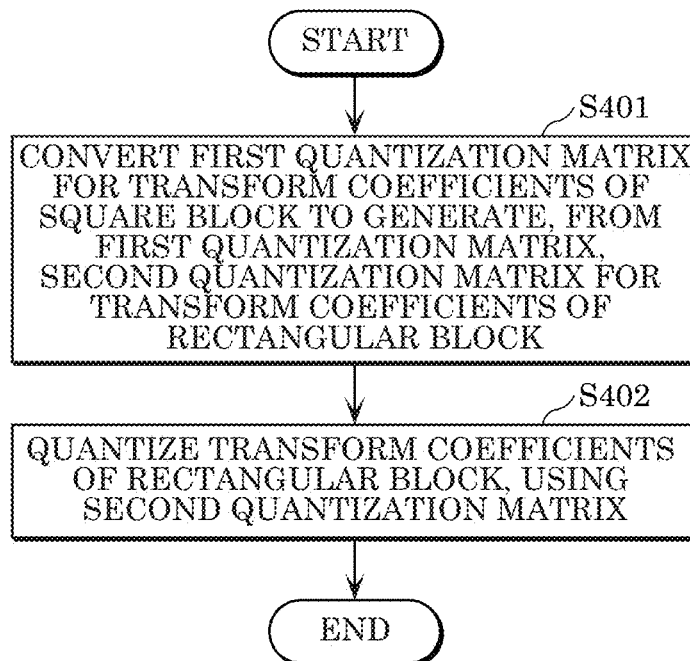 START
S401
CONVERT FIRST QUANTIZATION MATRIX
FOR TRANSFORM COEFFICIENTS OF
SQUARE BLOCK TO GENERATE, FROM
FIRST QUANTIZATION MATRIX,
SECOND QUANTIZATION MATRIX FOR
TRANSFORM COEFFICIENTS OF
RECTANGULAR BLOCK
S402
QUANTIZE TRANSFORM COEFFICIENTS
OF RECTANGULAR BLOCK, USING
SECOND QUANTIZATION MATRIX
END